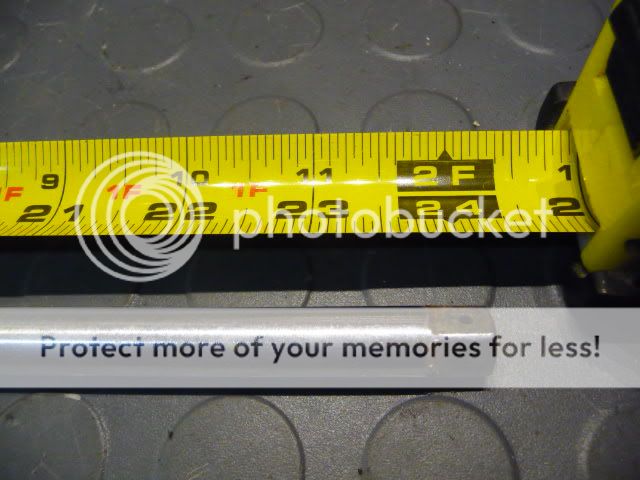 1F 9 1F 10 1F 11 2F 1
21 22 23 24 2
photobucket
Protect more of your memories for less!